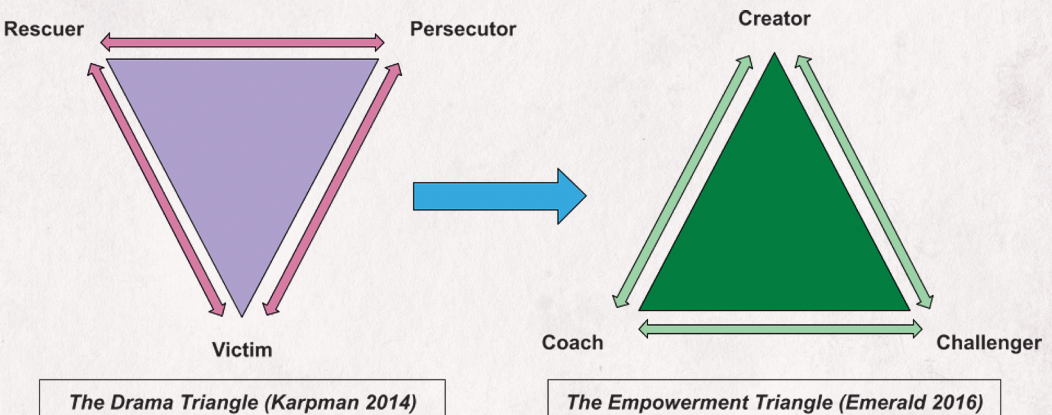 Rescuer
Persecutor
Victim
The Drama Triangle (Karpman 2014)
Creator
Coach
Challenger
The Empowerment Triangle (Emerald 2016)